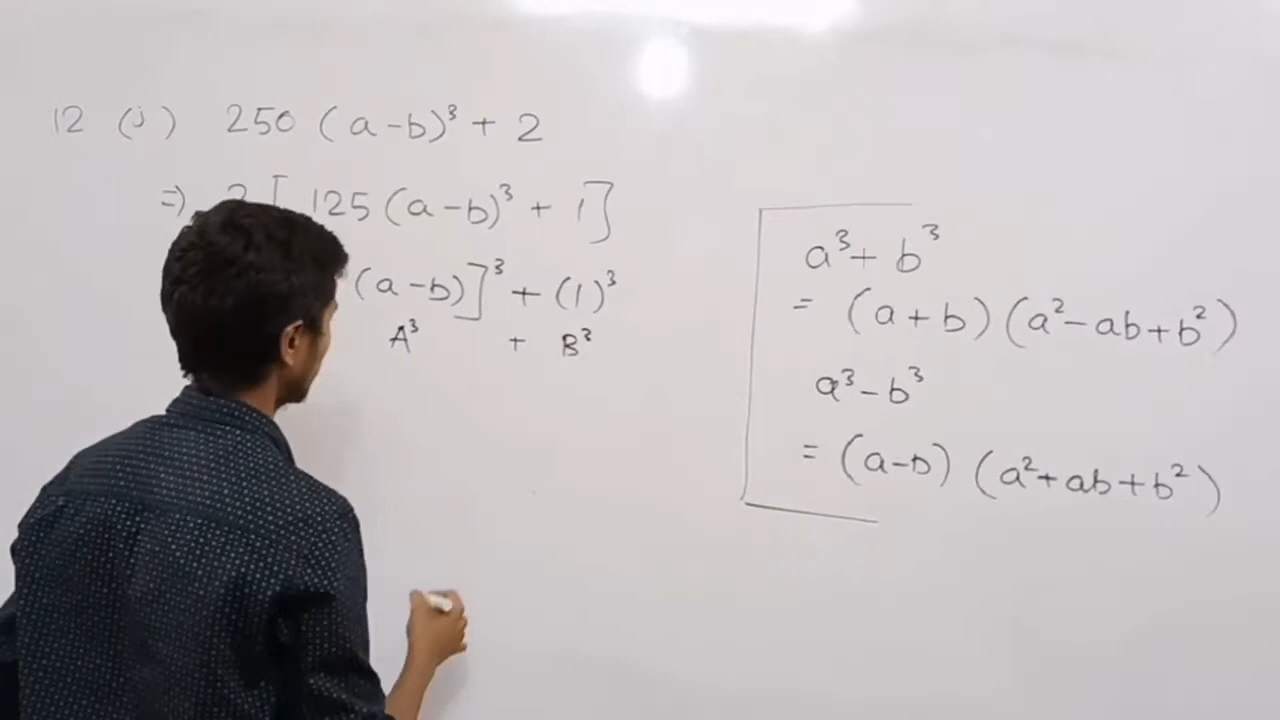 12 (j) 250 (a-b)³ + 2
⇒ 2 [ 125 (a-b)³ + 1 ]
(a-b)]³ + (1)³
A³ + B³
a³ + b³
= (a+b) (a² - ab + b²)
a³ - b³
= (a-b) (a² + ab + b²)